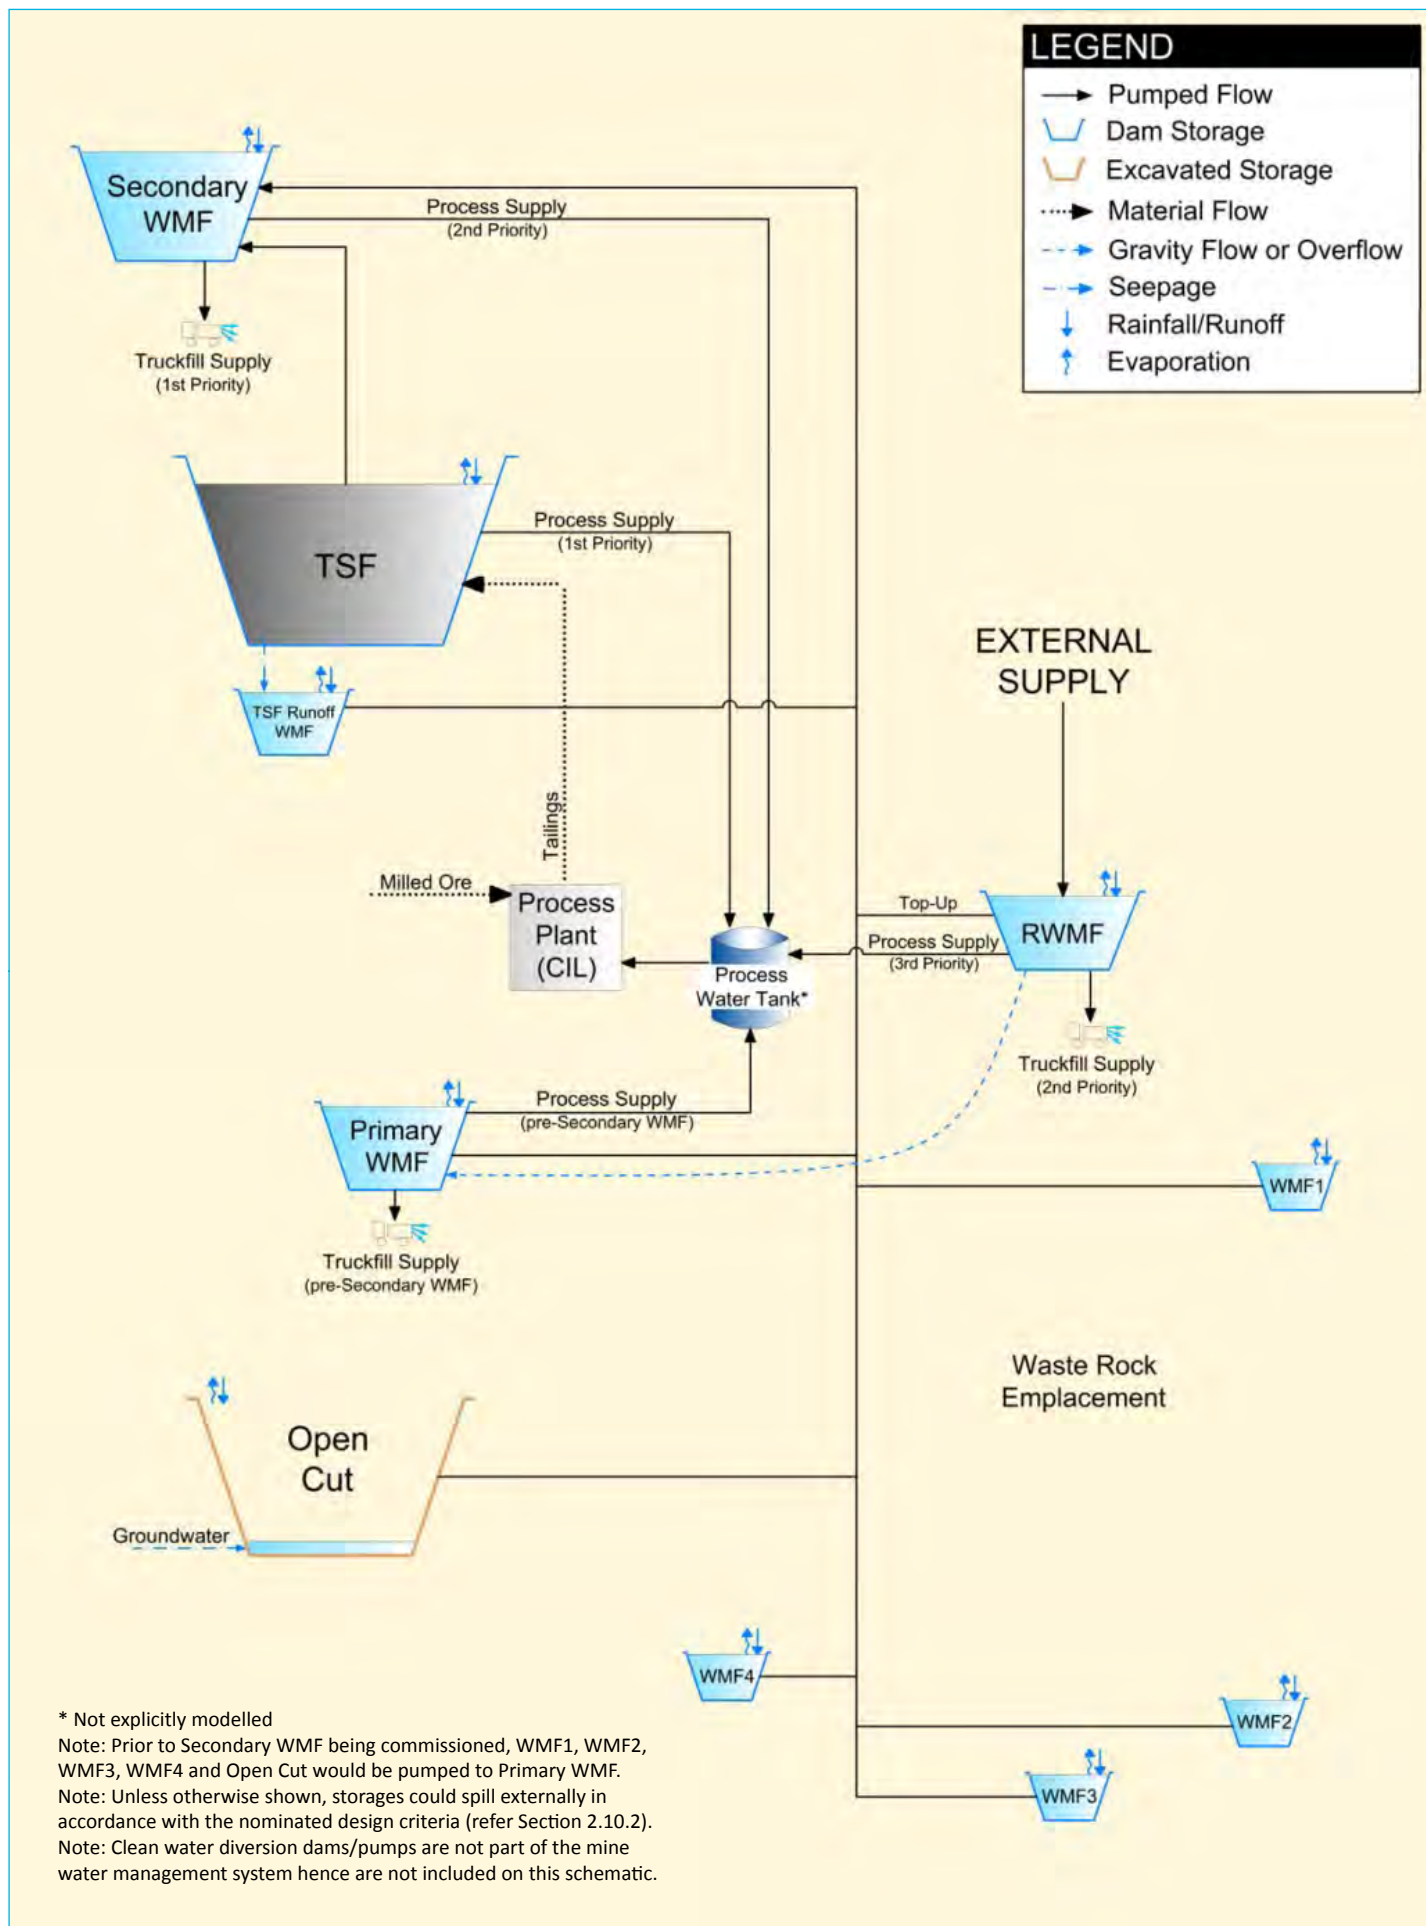 LEGEND
Pumped Flow
Dam Storage
Excavated Storage
Material Flow
Gravity Flow or Overflow
Seepage
Rainfall/Runoff
Evaporation
Secondary
WMF
Process Supply
(2nd Priority)
Truckfill Supply
(1st Priority)
TSF
Process Supply
(1st Priority)
EXTERNAL
SUPPLY
TSF Runoff
WMF
Tailings
Milled Ore
Process
Plant
(CIL)
Process
Water Tank*
Top-Up
Process Supply
(3rd Priority)
RWMF
Truckfill Supply
(2nd Priority)
Primary
WMF
Process Supply
(pre-Secondary WMF)
Truckfill Supply
(pre-Secondary WMF)
WMF1
Waste Rock
Emplacement
Open
Cut
Groundwater
WMF4
WMF2
WMF3
* Not explicitly modelled
Note: Prior to Secondary WMF being commissioned, WMF1, WMF2,
WMF3, WMF4 and Open Cut would be pumped to Primary WMF.
Note: Unless otherwise shown, storages could spill externally in
accordance with the nominated design criteria (refer Section 2.10.2).
Note: Clean water diversion dams/pumps are not part of the mine
water management system hence are not included on this schematic.